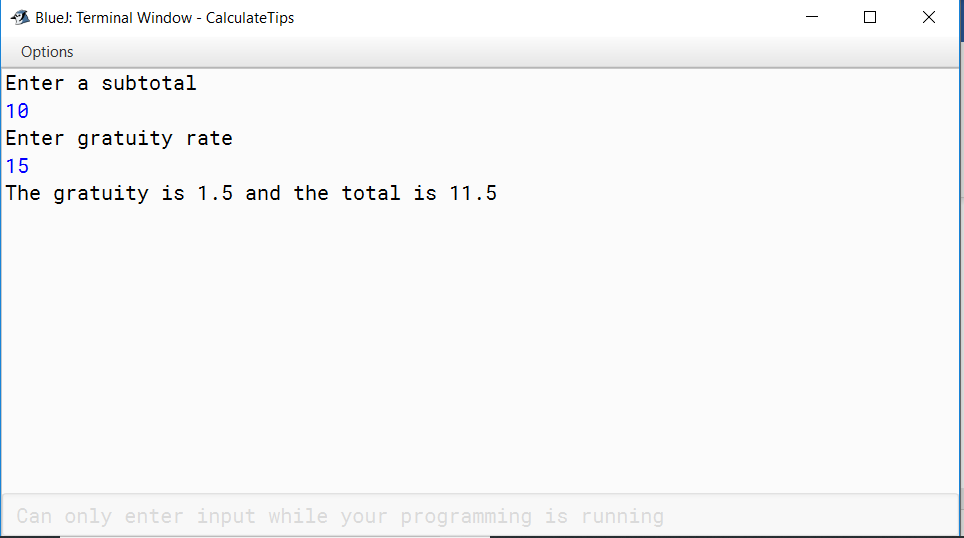 BlueJ: Terminal Window - CalculateTips
Options
Enter a subtotal
10
Enter gratuity rate
15
The gratuity is 1.5 and the total is 11.5
Can only enter input while your programming is running